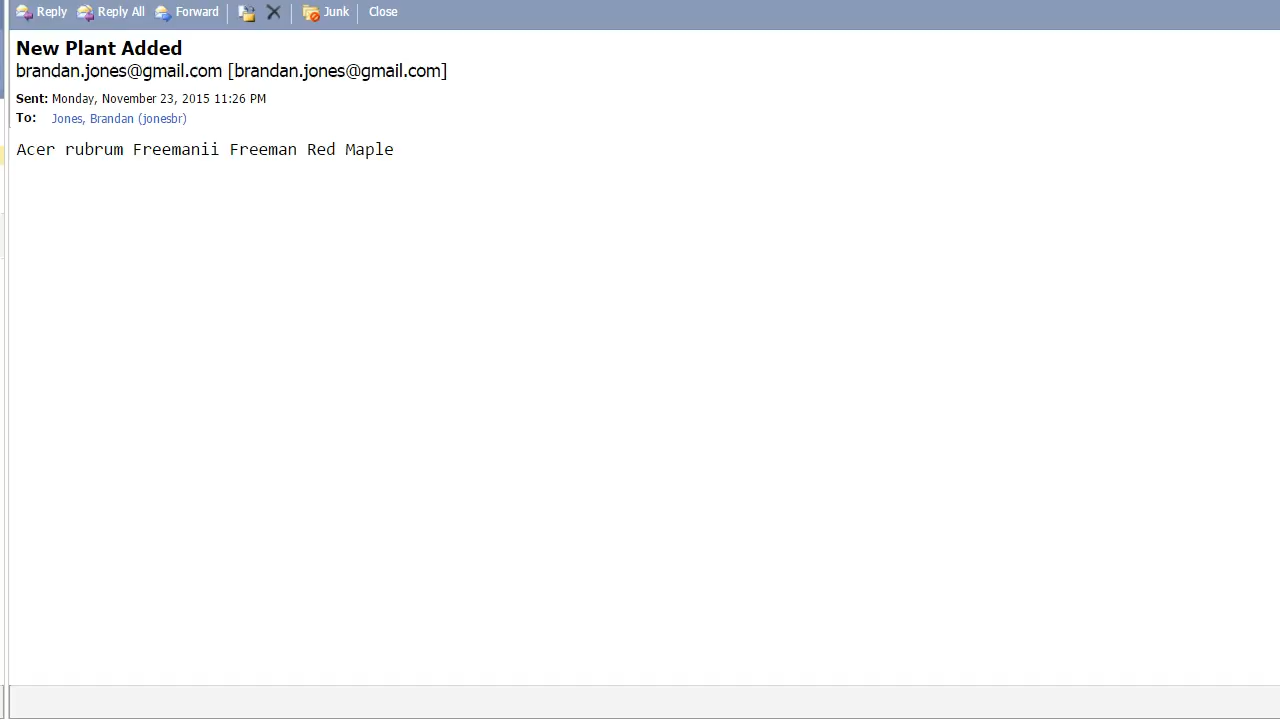 Reply Reply All Forward Junk Close
New Plant Added
brandan.jones@gmail.com [brandan.jones@gmail.com]
Sent: Monday, November 23, 2015 11:26 PM
To: Jones, Brandan (jonesbr)
Acer rubrum Freemanii Freeman Red Maple